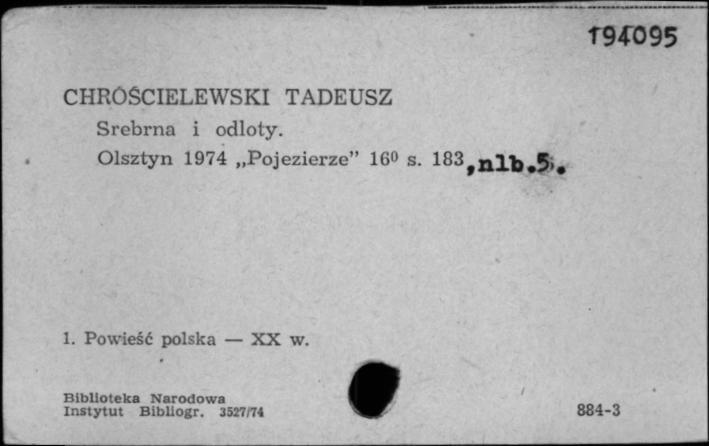 194095
CHRÓŚCIELEWSKI TADEUSZ
Srebrna i odloty.
Olsztyn 1974 „Pojezierze” 16⁰ s. 183,nlb.5.
1. Powieść polska — XX w.
Biblioteka Narodowa
Instytut Bibliogr. 3527/74
884-3